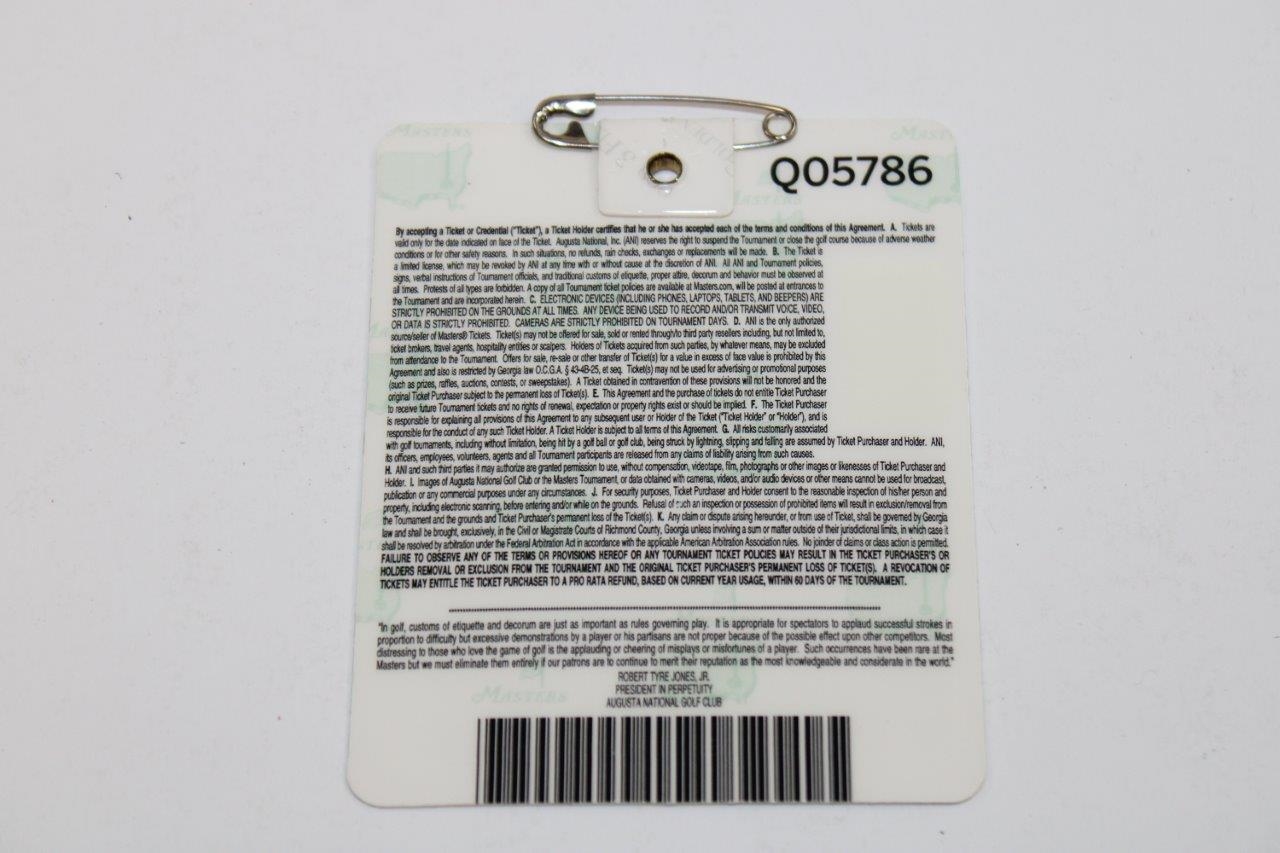 MASTERS
MAST
Q05786
MASTERS
By accepting a Ticket or Credential ("Ticket"), a Ticket Holder certifies that he or she has accepted each of the terms and conditions of this Agreement. A. Tickets are
valid only for the date indicated on face of the Ticket. Augusta National, Inc. (ANI) reserves the right to suspend the Tournament or close the golf course because of adverse weather
conditions or for other safety reasons. In such situations, no refunds, rain checks, exchanges or replacements will be made. B. The Ticket is
a limited license, which may be revoked by ANI at any time with or without cause at the discretion of ANI. All ANI and Tournament policies,
signs, verbal instructions of Tournament officials, and traditional customs of etiquette, proper attire, decorum and behavior must be observed at
all times. Protests of all types are forbidden. A copy of all Tournament ticket policies are available at Masters.com, will be posted at entrances to
the Tournament and are incorporated herein. C. ELECTRONIC DEVICES (INCLUDING PHONES, LAPTOPS, TABLETS, AND BEEPERS) ARE
STRICTLY PROHIBITED ON THE GROUNDS AT ALL TIMES. ANY DEVICE BEING USED TO RECORD AND/OR TRANSMIT VOICE, VIDEO,
OR DATA IS STRICTLY PROHIBITED. CAMERAS ARE STRICTLY PROHIBITED ON TOURNAMENT DAYS. D. ANI is the only authorized
source/seller of Masters® Tickets. Ticket(s) may not be offered for sale, sold or rented through/to third party resellers including, but not limited to,
ticket brokers, travel agents, hospitality entities or scalpers. Holders of Tickets acquired from such parties, by whatever means, may be excluded
from attendance to the Tournament. Offers for sale, re-sale or other transfer of Ticket(s) for a value in excess of face value is prohibited by this
Agreement and also is restricted by Georgia law O.C.G.A. § 43-4B-25, et seq. Ticket(s) may not be used for advertising or promotional purposes
(such as prizes, raffles, auctions, contests, or sweepstakes). A Ticket obtained in contravention of these provisions will not be honored and the
original Ticket Purchaser subject to the permanent loss of Ticket(s). E. This Agreement and the purchase of tickets do not entitle Ticket Purchaser
to receive future Tournament tickets and no rights of renewal, expectation or property rights exist or should be implied. F. The Ticket Purchaser
is responsible for explaining all provisions of this Agreement to any subsequent user or Holder of the Ticket ("Ticket Holder" or "Holder"), and is
responsible for the conduct of any such Ticket Holder. A Ticket Holder is subject to all terms of this Agreement. G. All risks customarily associated
with golf tournaments, including without limitation, being hit by a golf ball or golf club, being struck by lightning, slipping and falling are assumed by Ticket Purchaser and Holder. ANI,
its officers, employees, volunteers, agents and all Tournament participants are released from any claims of liability arising from such causes.
H. ANI and such third parties it may authorize are granted permission to use, without compensation, videotape, film, photographs or other images or likenesses of Ticket Purchaser and
Holder. I. Images of Augusta National Golf Club or the Masters Tournament, or data obtained with cameras, videos, and/or audio devices or other means cannot be used for broadcast,
publication or any commercial purposes under any circumstances. J. For security purposes, Ticket Purchaser and Holder consent to the reasonable inspection of his/her person and
property, including electronic scanning, before entering and/or while on the grounds. Refusal of such an inspection or possession of prohibited items will result in exclusion/removal from
the Tournament and the grounds and Ticket Purchaser's permanent loss of the Ticket(s). K. Any claim or dispute arising hereunder, or from use of Ticket, shall be governed by Georgia
law and shall be brought, exclusively, in the Civil or Magistrate Courts of Richmond County, Georgia unless involving a sum or matter outside of their jurisdictional limits, in which case it
shall be resolved by arbitration under the Federal Arbitration Act in accordance with the applicable American Arbitration Association rules. No joinder of claims or class action is permitted.
FAILURE TO OBSERVE ANY OF THE TERMS OR PROVISIONS HEREOF OR ANY TOURNAMENT TICKET POLICIES MAY RESULT IN THE TICKET PURCHASER'S OR
HOLDERS REMOVAL OR EXCLUSION FROM THE TOURNAMENT AND THE ORIGINAL TICKET PURCHASER'S PERMANENT LOSS OF TICKET(S). A REVOCATION OF
TICKETS MAY ENTITLE THE TICKET PURCHASER TO A PRO RATA REFUND, BASED ON CURRENT YEAR USAGE, WITHIN 60 DAYS OF THE TOURNAMENT.
"In golf, customs of etiquette and decorum are just as important as rules governing play. It is appropriate for spectators to applaud successful strokes in
proportion to difficulty but excessive demonstrations by a player or his partisans are not proper because of the possible effect upon other competitors. Most
distressing to those who love the game of golf is the applauding or cheering of misplays or misfortunes of a player. Such occurrences have been rare at the
Masters but we must eliminate them entirely if our patrons are to continue to merit their reputation as the most knowledgeable and considerate in the world."
ROBERT TYRE JONES, JR.
PRESIDENT IN PERPETUITY
AUGUSTA NATIONAL GOLF CLUB
MASTERS